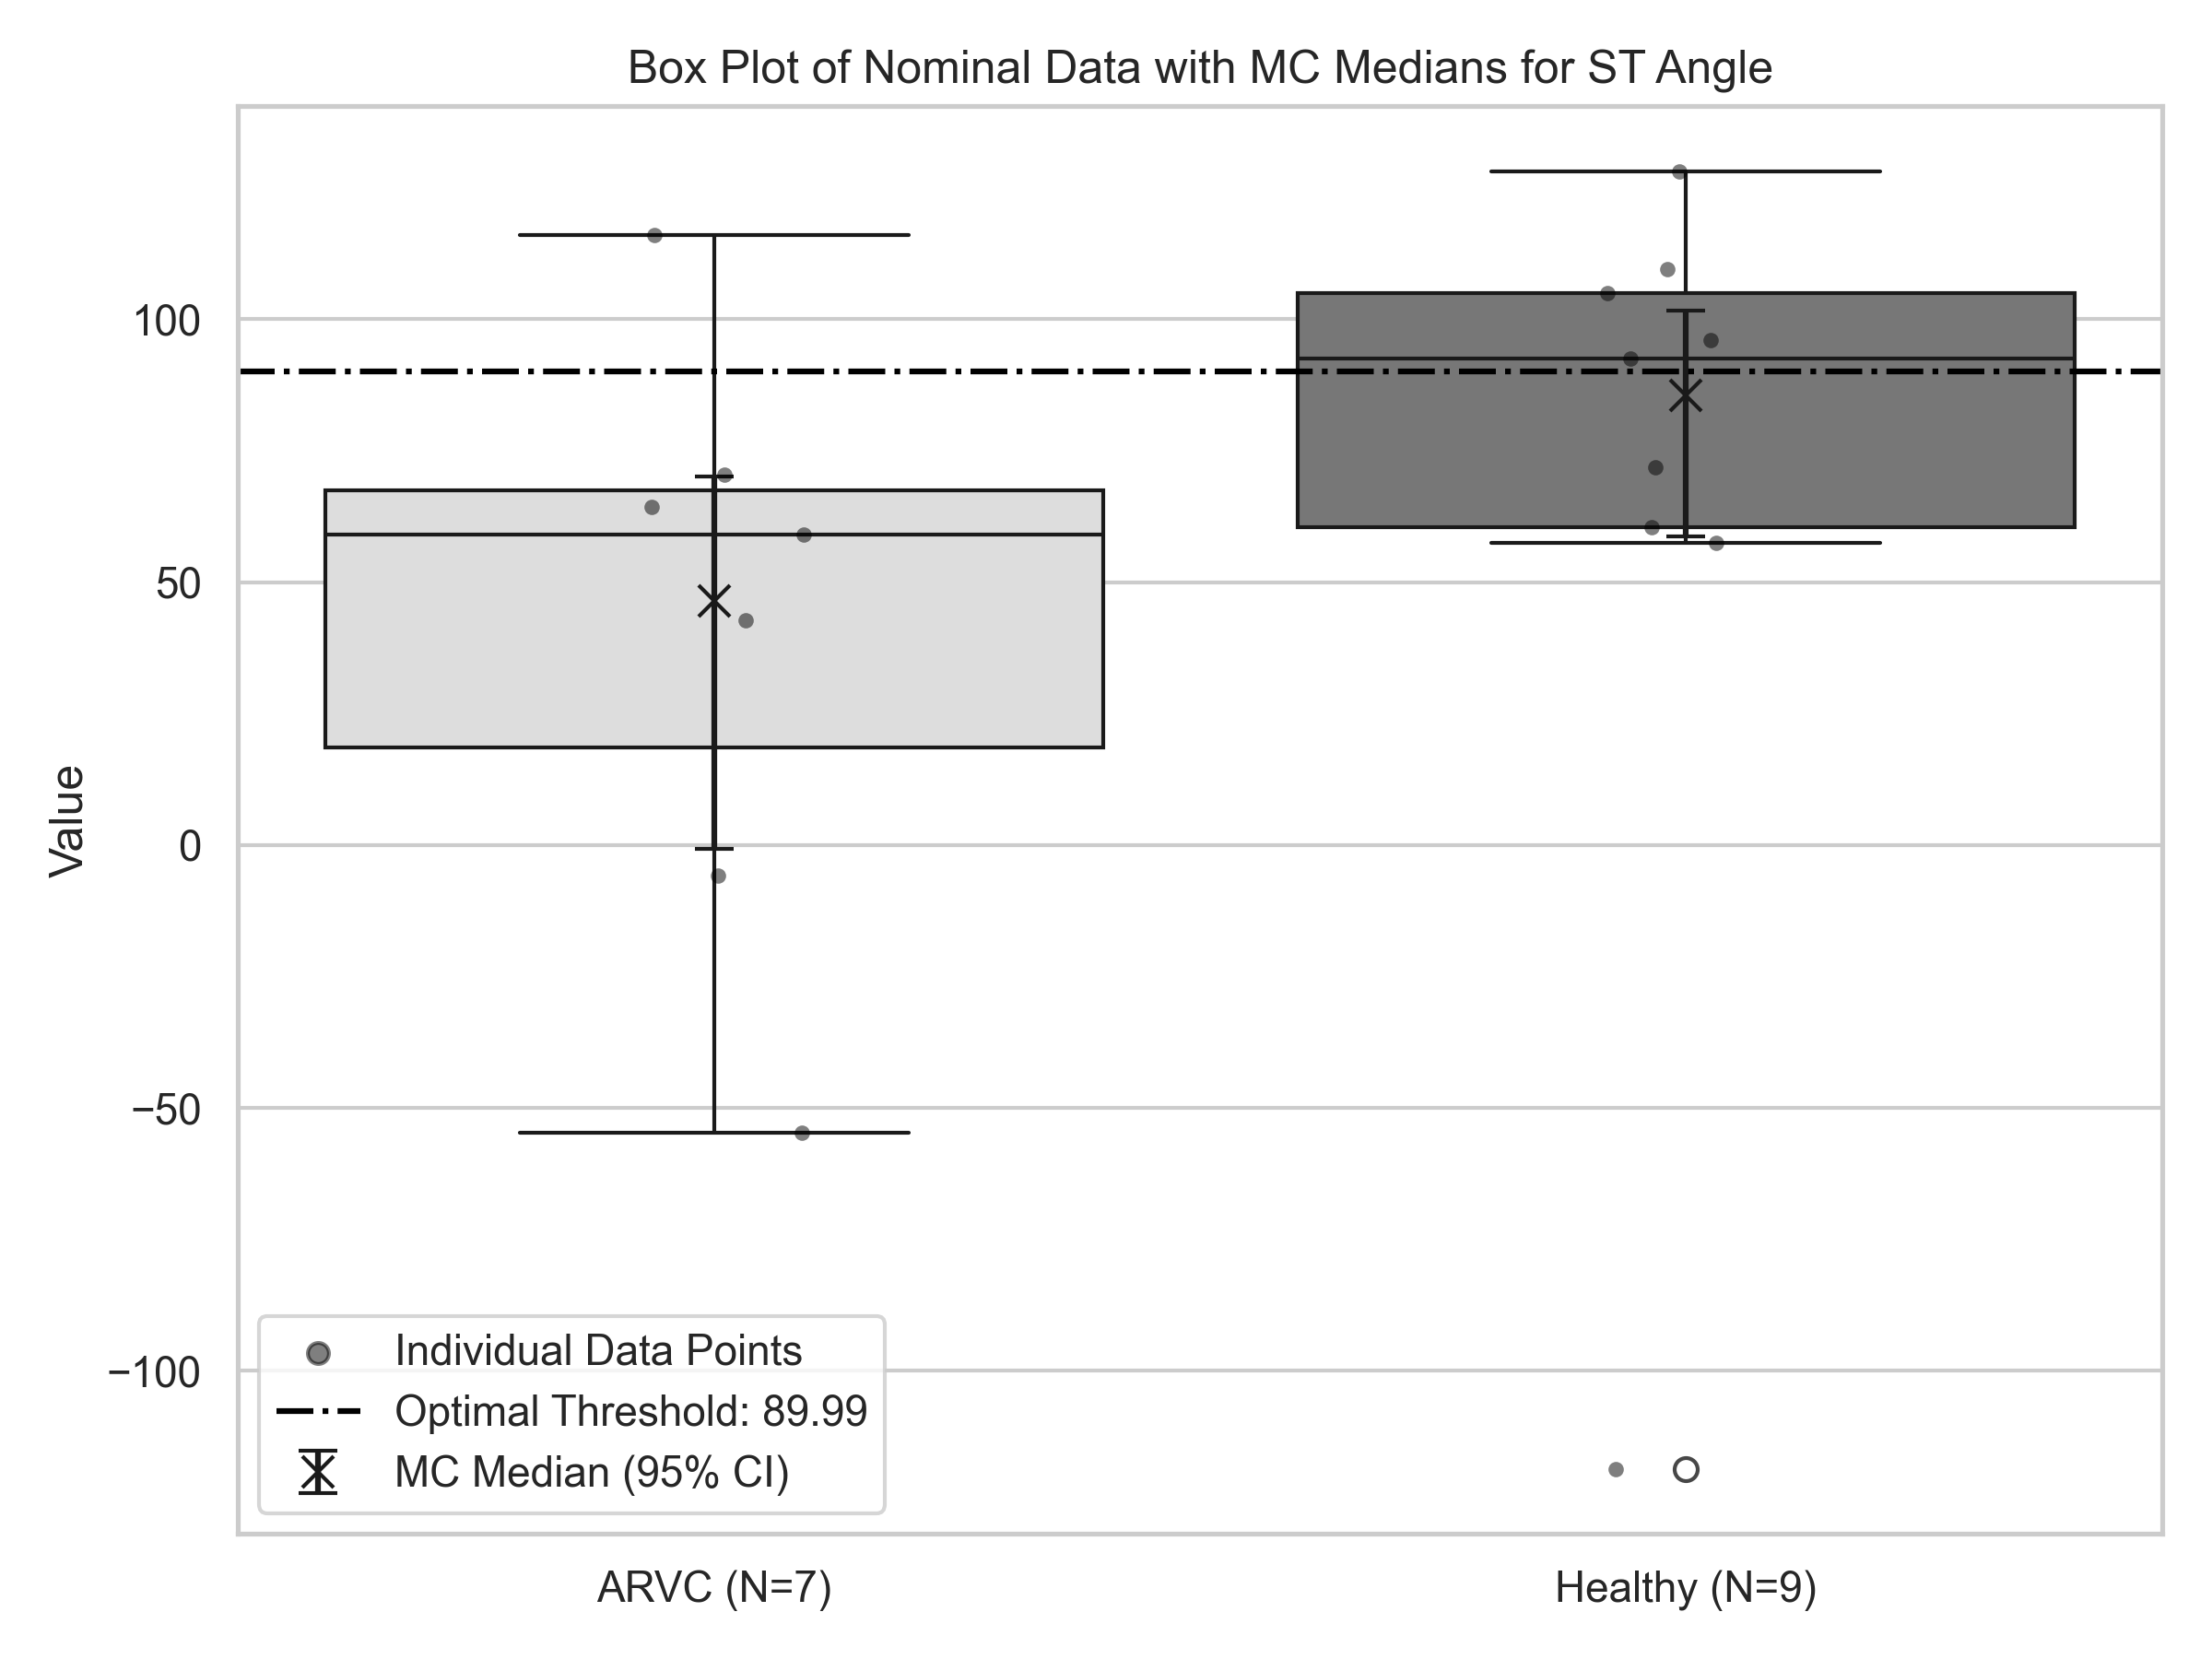 Box Plot of Nominal Data with MC Medians for ST Angle
Value
100
50
0
−50
−100
Individual Data Points
Optimal Threshold: 89.99
MC Median (95% CI)
ARVC (N=7)
Healthy (N=9)